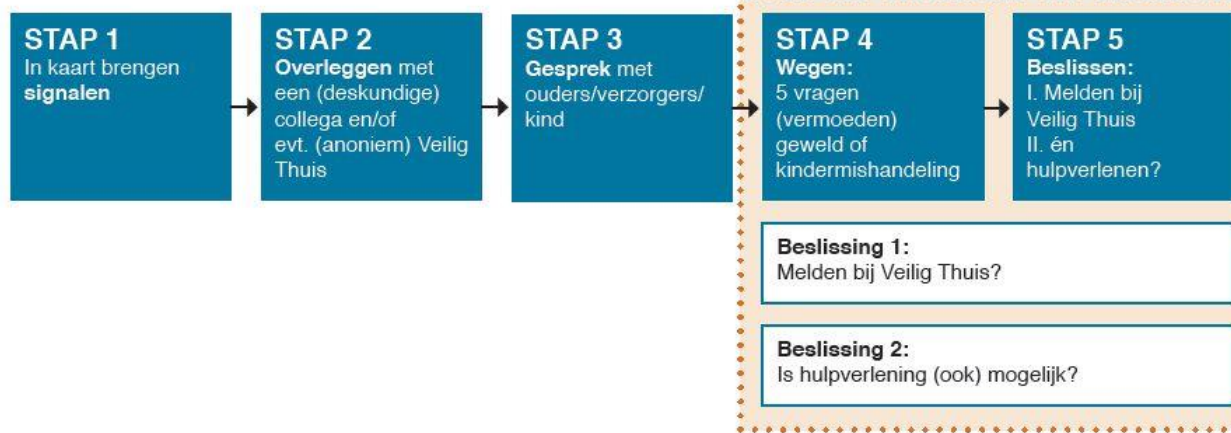 STAP 1
In kaart brengen
signalen
STAP 2
Overleggen met
een (deskundige)
collega en/of
evt. (anoniem) Veilig
Thuis
STAP 3
Gesprek met
ouders/verzorgers/
kind
STAP 4
Wegen:
5 vragen
(vermoeden)
geweld of
kindermishandeling
STAP 5
Beslissen:
I. Melden bij
Veilig Thuis
II. én
hulpverlenen?
Beslissing 1:
Melden bij Veilig Thuis?
Beslissing 2:
Is hulpverlening (ook) mogelijk?